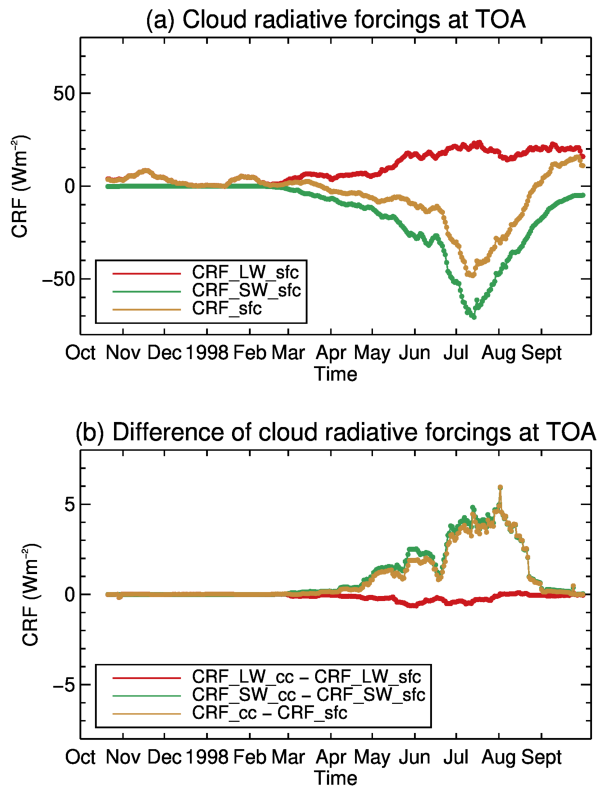 (a) Cloud radiative forcings at TOA
CRF (Wm⁻²)
50
0
−50
CRF_LW_sfc
CRF_SW_sfc
CRF_sfc
Oct Nov Dec 1998 Feb Mar Apr May Jun Jul Aug Sept
Time
(b) Difference of cloud radiative forcings at TOA
CRF (Wm⁻²)
5
0
−5
CRF_LW_cc − CRF_LW_sfc
CRF_SW_cc − CRF_SW_sfc
CRF_cc − CRF_sfc
Oct Nov Dec 1998 Feb Mar Apr May Jun Jul Aug Sept
Time